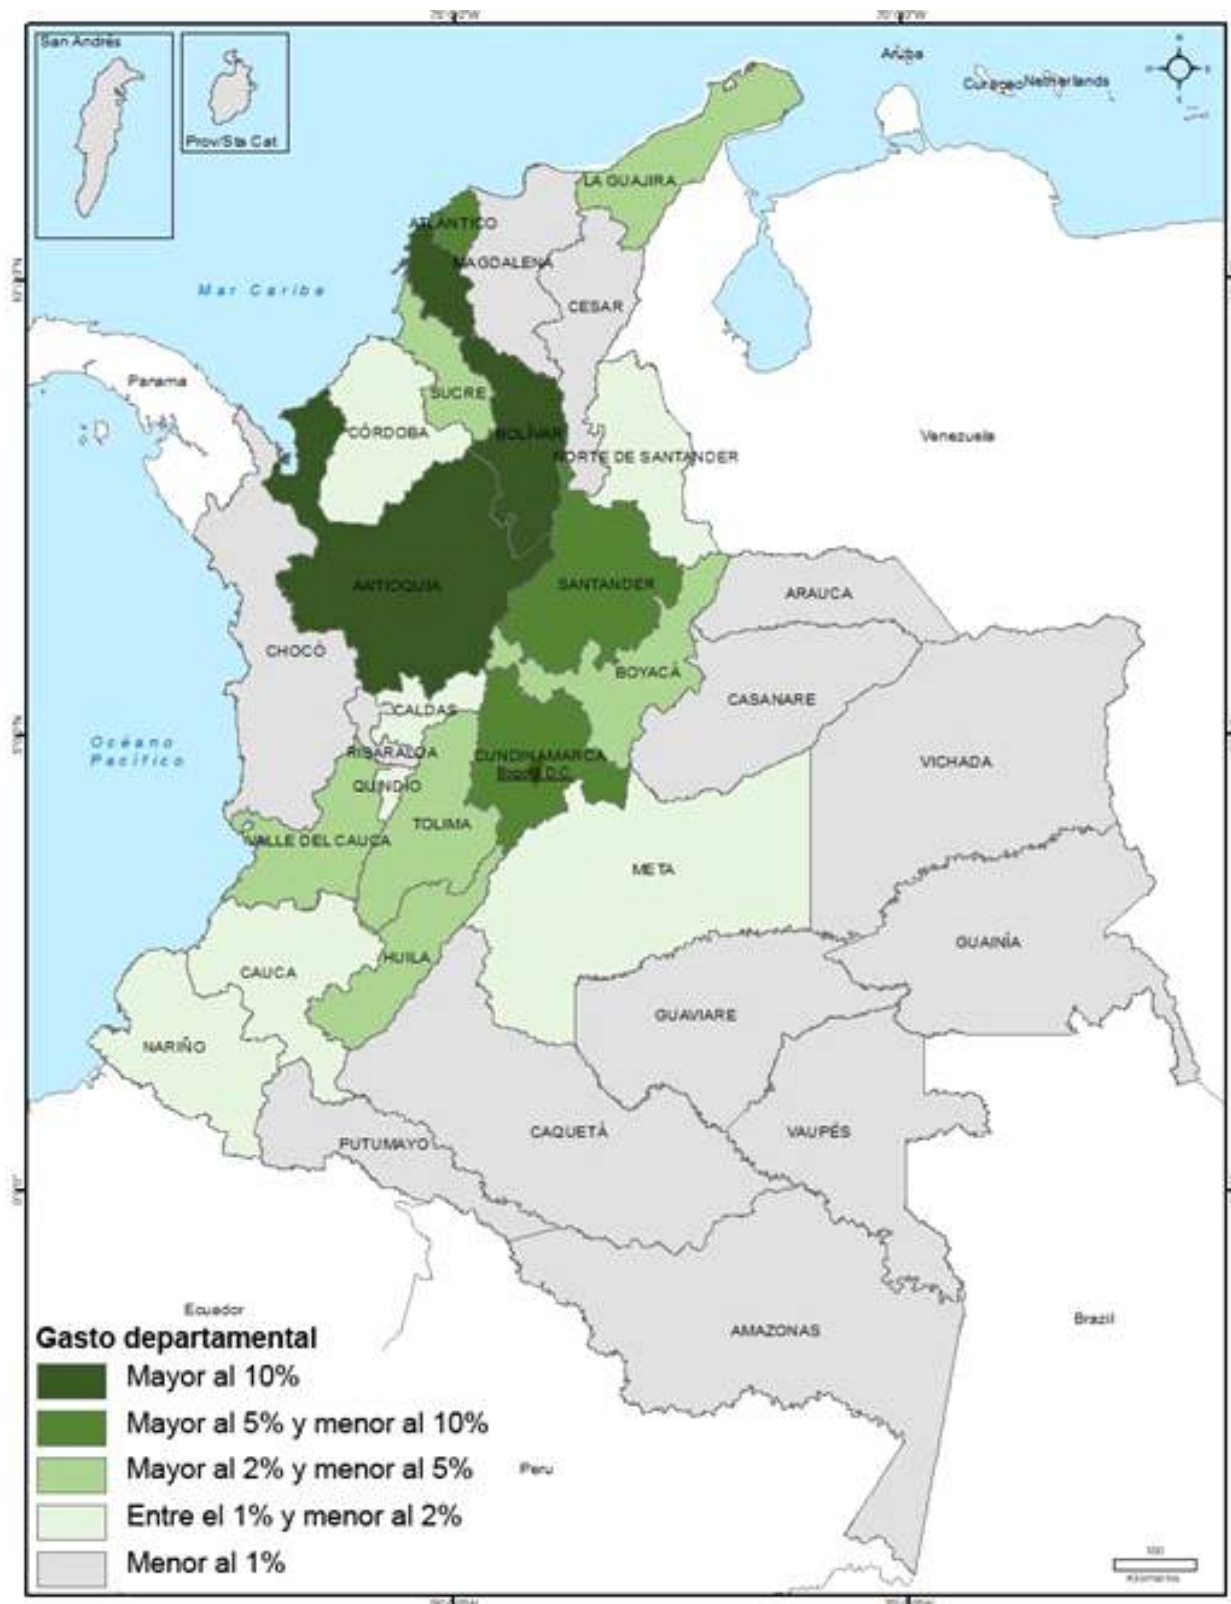 San Andrés
Prov/Sta Cat
Aruba
Curaçao
Netherlands
LA GUAJIRA
ATLÁNTICO
MAGDALENA
CESAR
Mar Caribe
Panama
SUCRE
CÓRDOBA
BOLÍVAR
NORTE DE SANTANDER
Venezuela
ANTIOQUIA
SANTANDER
ARAUCA
CHOCÓ
BOYACÁ
CASANARE
CALDAS
Océano
Pacífico
RISARALDA
CUNDINAMARCA
Bogotá D.C.
VICHADA
QUINDÍO
TOLIMA
VALLE DEL CAUCA
META
GUAINÍA
HUILA
CAUCA
GUAVIARE
NARIÑO
CAQUETÁ
VAUPÉS
PUTUMAYO
Ecuador
AMAZONAS
Brazil
Gasto departamental
Mayor al 10%
Mayor al 5% y menor al 10%
Mayor al 2% y menor al 5%
Peru
Entre el 1% y menor al 2%
Menor al 1%
100
Kilometers